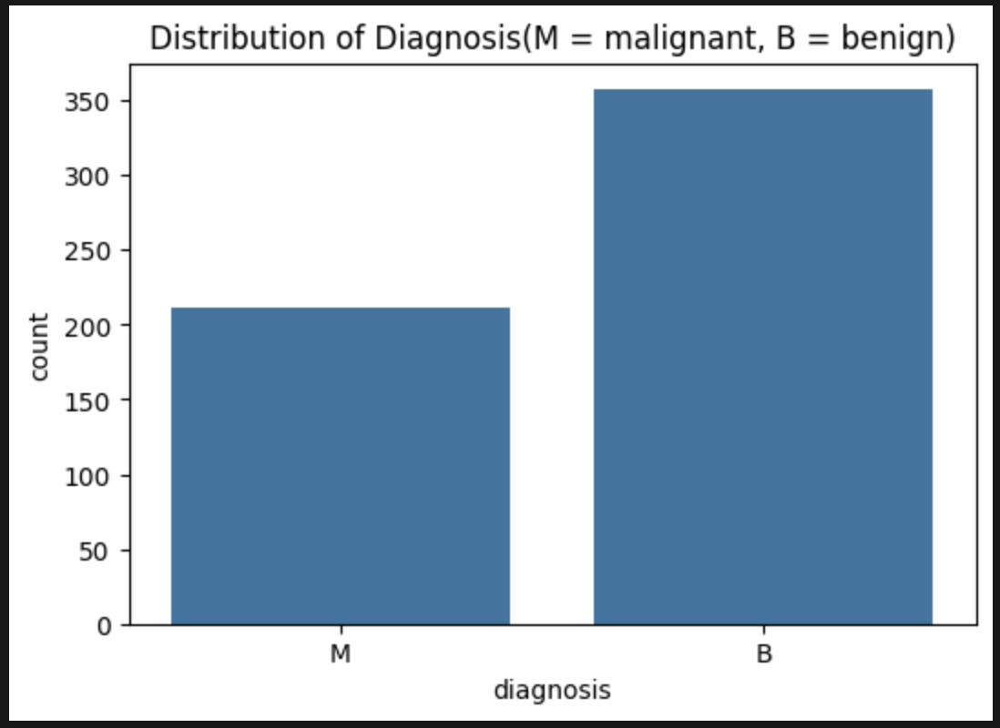 Distribution of Diagnosis(M = malignant, B = benign)
350
300
250
200
150
100
50
0
count
M B
diagnosis